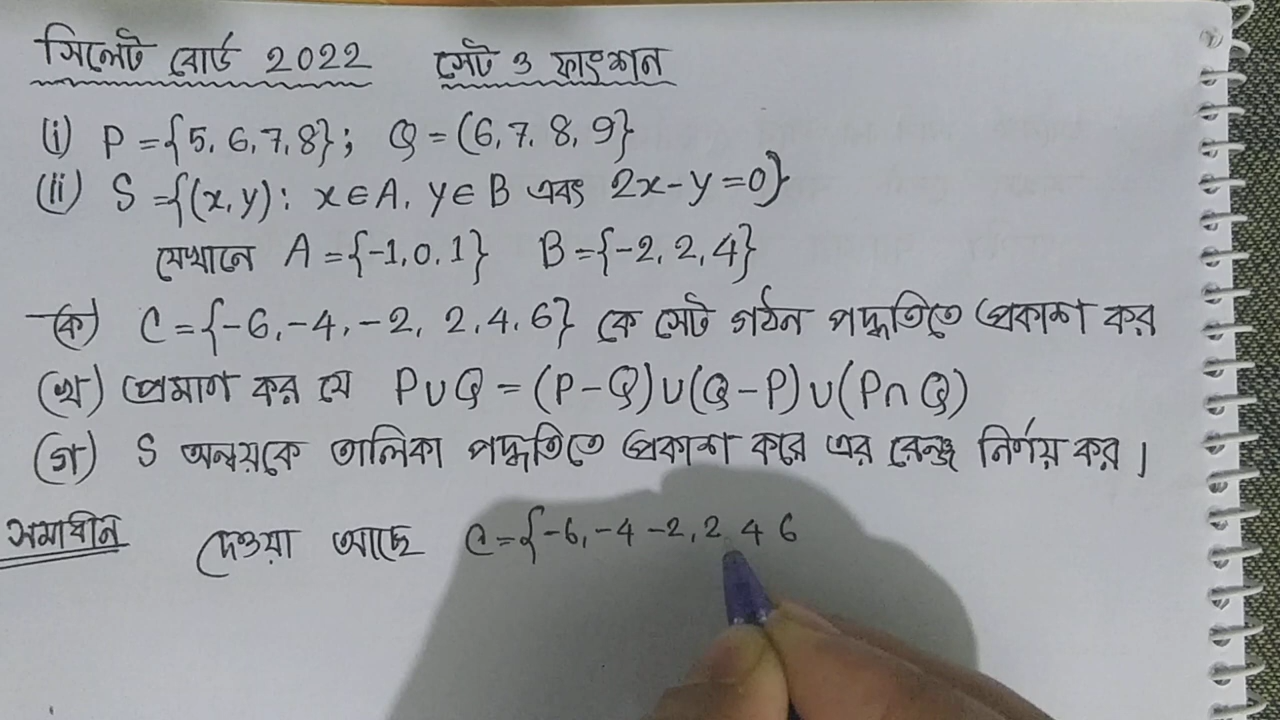 সিলেট বোর্ড 2022 সেট ও ফাংশন
(i) P = {5, 6, 7, 8}; Q = (6, 7, 8, 9}
(ii) S = {(x, y): x ∈ A, y ∈ B এবং 2x - y = 0}
যেখানে A = {-1, 0, 1} B = {-2, 2, 4}
(ক) C = {-6, -4, -2, 2, 4, 6} কে সেট গঠন পদ্ধতিতে প্রকাশ কর
(খ) প্রমাণ কর যে P∪Q = (P-Q)∪(Q-P)∪(P∩Q)
(গ) S অন্বয়কে তালিকা পদ্ধতিতে প্রকাশ করে এর রেঞ্জ নির্ণয় কর।
সমাধান দেওয়া আছে C = {-6, -4 -2, 2 4 6